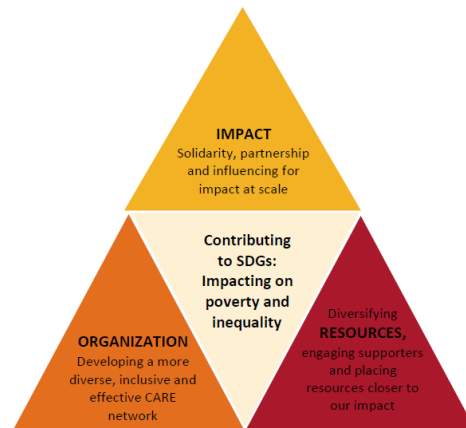 IMPACT
Solidarity, partnership
and influencing for
impact at scale
Contributing
to SDGs:
Impacting on
poverty and
inequality
ORGANIZATION
Developing a more
diverse, inclusive and
effective CARE
network
Diversifying
RESOURCES,
engaging supporters
and placing
resources closer to
our impact